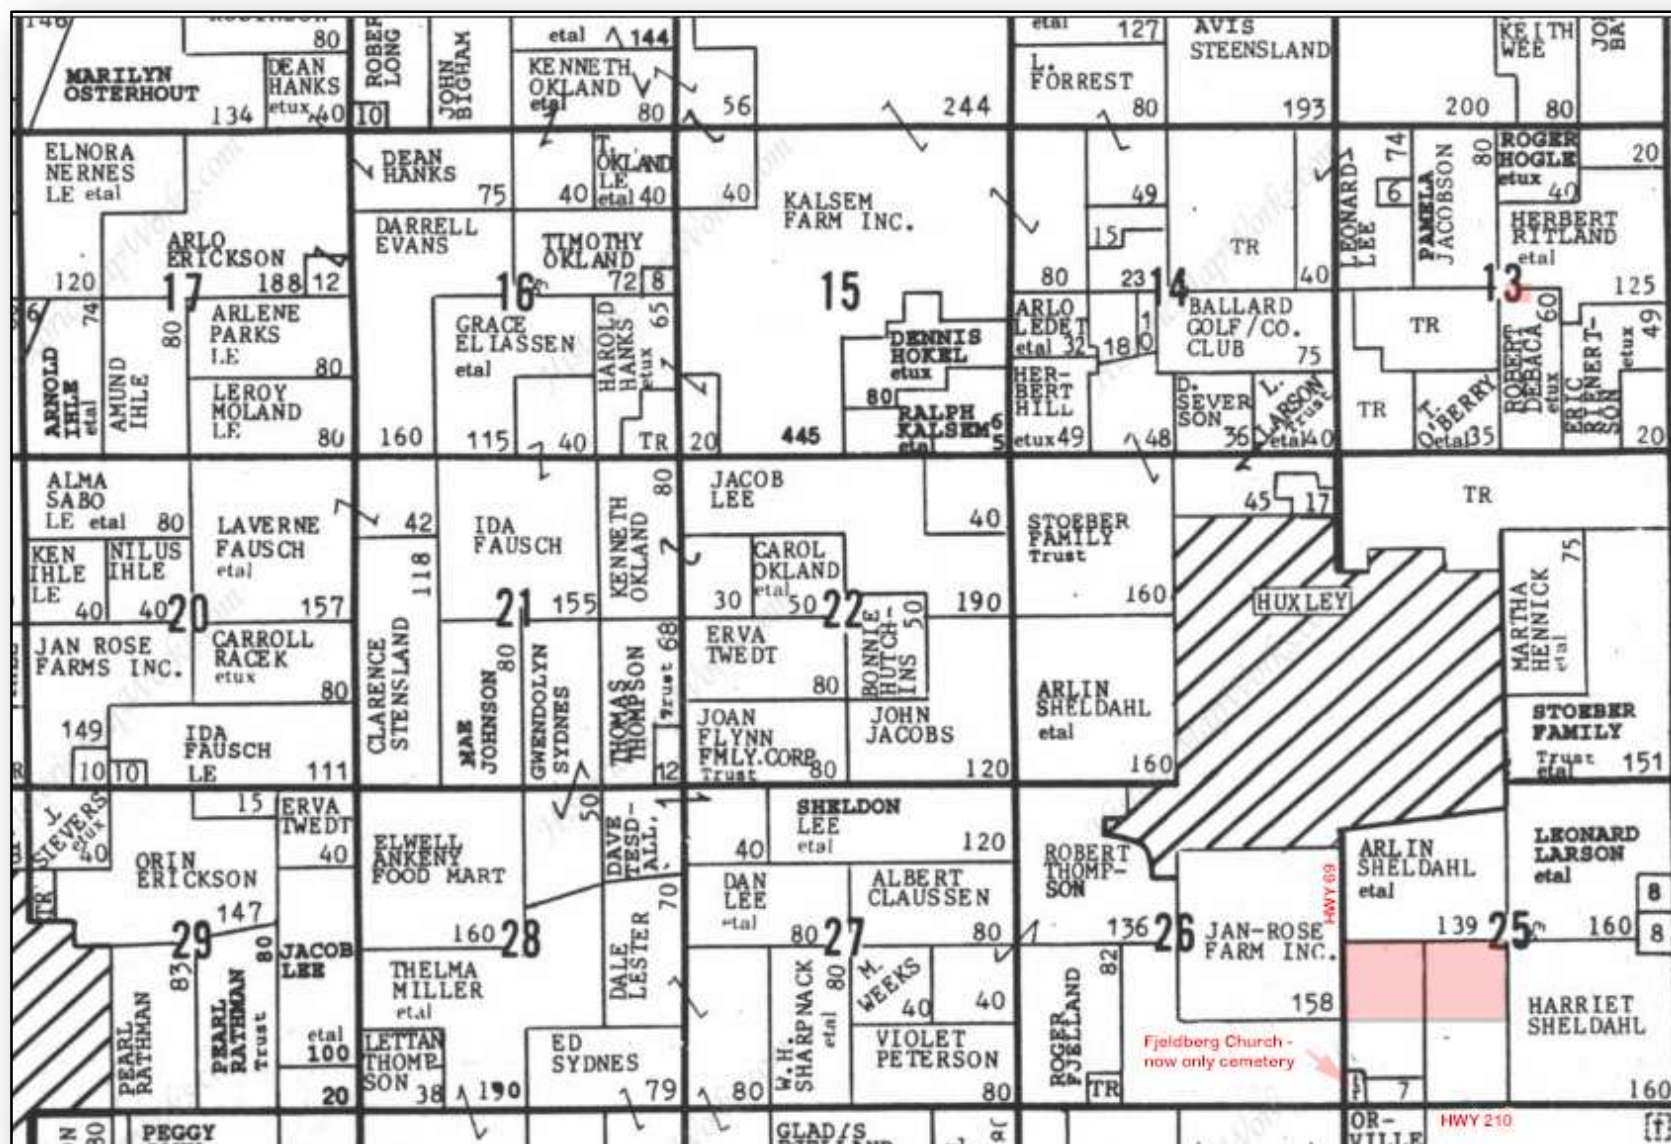 146
80
MARILYN
OSTERHOUT
134
DEAN
HANKS
etux 40
LONG
10
JOHN
BIGHAM
etal 144
KENNETH
OKLAND
etal
80
56
244
etal
127
L.
FORREST
80
AVIS
STEENSLAND
193
200
KEITH
WEE
80
ELNORA
NERNES
LE etal
120
ARLO
ERICKSON
188
12
17
74
ARNOLD
IHLE
etal
AMUND
IHLE
80
ARLENE
PARKS
LE
80
LEROY
MOLAND
LE
80
DEAN
HANKS
75
40
T.
OKLAND
LE
etal 40
DARRELL
EVANS
160
TIMOTHY
OKLAND
72
8
16
GRACE
ELIASSEN
etal
115
40
HAROLD
HANKS
etux
65
TR
40
KALSEM
FARM INC.
15
DENNIS
HOKEL
etux
80
RALPH
KALSEM
etal
65
20
445
49
15
80
23
TR
40
14
ARLO
LEDET
etal 32
18
10
BALLARD
GOLF/CO.
CLUB
75
HER-
BERT
HILL
etux 49
48
D.
SEVER
SON
36
L.
LARSON
Trust
etal 40
LEONARD
LEE
74
6
PAMELA
JACOBSON
80
ROGER
HOGLE
etux
40
20
HERBERT
RITLAND
etal
125
13
TR
TR
T.
O'BERRY
etal 35
ROBERT
DEBACA
etux
60
ERIC
RIENERT-
SON
etux
49
20
ALMA
SABO
LE etal 80
KEN
IHLE
LE
40
NILUS
IHLE
40
LAVERNE
FAUSCH
etal
157
20
JAN ROSE
FARMS INC.
149
10
10
CARROLL
RACEK
etux
80
IDA
FAUSCH
LE
111
42
118
CLARENCE
STENSLAND
IDA
FAUSCH
155
21
KENNETH
OKLAND
80
MAE
JOHNSON
80
GWENDOLYN
SYDNES
THOMAS
THOMPSON
Trust 68
12
JACOB
LEE
40
CAROL
OKLAND
etal
50
30
22
190
BONNIE
HUTCH-
INS
50
ERVA
TWEDT
80
JOAN
FLYNN
FMLY.CORP
Trust
80
JOHN
JACOBS
120
STOEBER
FAMILY
Trust
160
ARLIN
SHELDAHL
etal
160
45
17
HUXLEY
TR
MARTHA
HENNICK
etal
75
STOEBER
FAMILY
Trust
etal
151
J.
SIEVERS
etux
40
15
ERVA
TWEDT
40
ORIN
ERICKSON
147
TR
29
PEARL
RATHMAN
83
PEARL
RATHMAN
Trust
80
JACOB
LEE
etal
100
20
ELWELL
ANKENY
FOOD MART
160
50
DAVE
TESD-
ALL,
28
THELMA
MILLER
etal
190
LETTAN
THOMP
SON
38
DALE
LESTER
70
ED
SYDNES
79
40
SHELDON
LEE
etal
120
DAN
LEE
etal
80
ALBERT
CLAUSSEN
80
27
W.H.
SHARPNACK
etal
80
80
M.
WEEKS
40
40
VIOLET
PETERSON
80
ROBERT
THOMP-
SON
136
26
JAN-ROSE
FARM INC.
158
ROGER
FJELLAND
82
TR
HWY 69
ARLIN
SHELDAHL
etal
139
25
LEONARD
LARSON
etal
160
8
8
HARRIET
SHELDAHL
160
Fjeldberg Church -
now only cemetery
7
HWY 210
80
PEGGY
OR-
VILLE